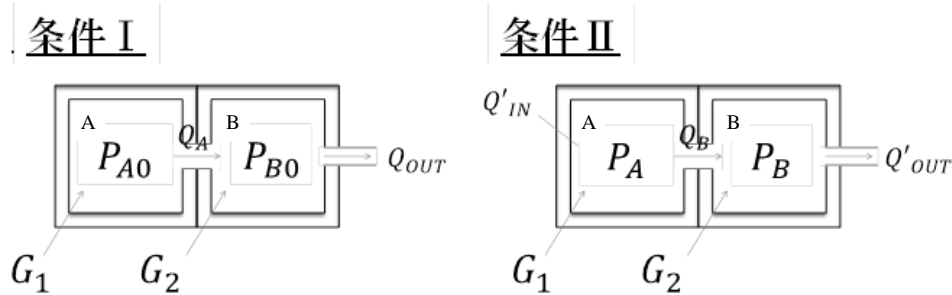 条件Ⅰ
条件Ⅱ
A
P_{A0}
Q_A
B
P_{B0}
Q_{OUT}
G_1
G_2
Q'_{IN}
A
P_A
Q_B
B
P_B
Q'_{OUT}
G_1
G_2